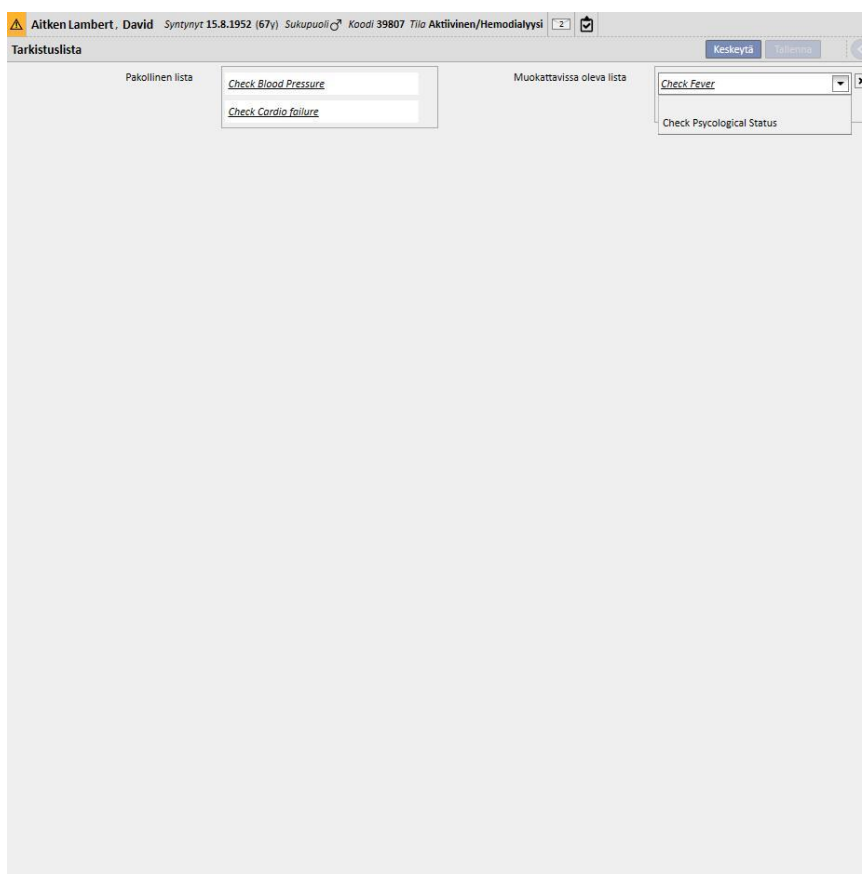 Aitken Lambert, David Syntynyt 15.8.1952 (67y) Sukupuoli Koodi 39807 Tila Aktiivinen/Hemodialyysi 2
Tarkistuslista Keskeytä Tallenna
Pakollinen lista
Check Blood Pressure
Check Cardio failure
Muokattavissa oleva lista
Check Fever
Check Psycological Status